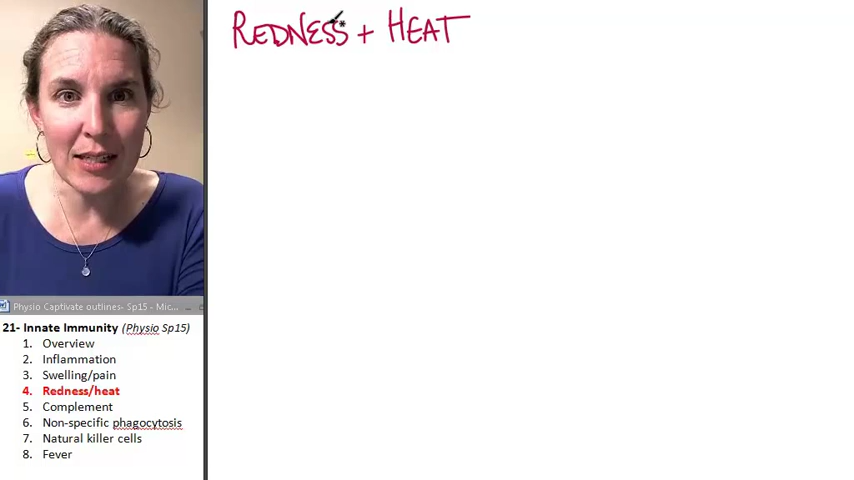 REDNESS + HEAT
Physio Captivate outlines- Sp15 - Mic...
21- Innate Immunity (Physio Sp15)
1. Overview
2. Inflammation
3. Swelling/pain
4. Redness/heat
5. Complement
6. Non-specific phagocytosis
7. Natural killer cells
8. Fever